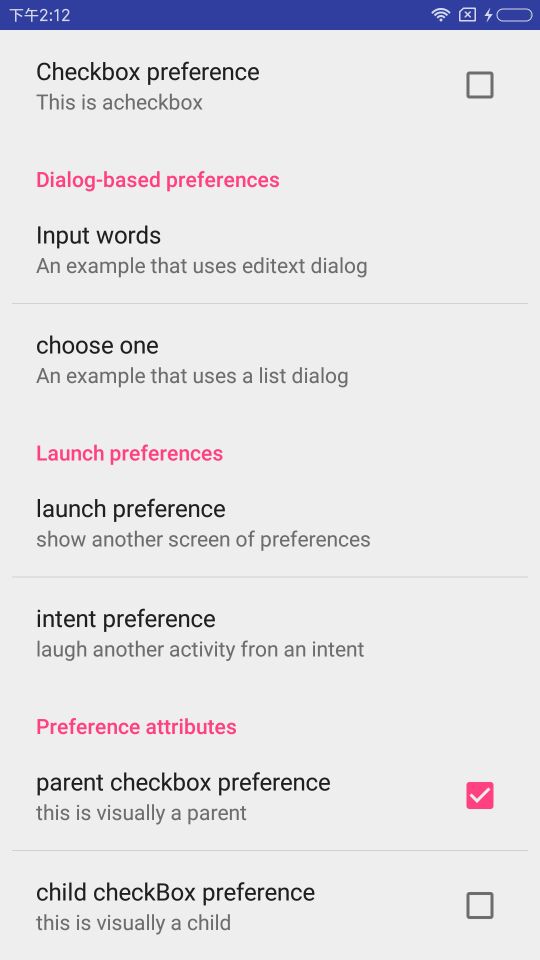 下午2:12
Checkbox preference
This is acheckbox
Dialog-based preferences
Input words
An example that uses editext dialog
choose one
An example that uses a list dialog
Launch preferences
launch preference
show another screen of preferences
intent preference
laugh another activity fron an intent
Preference attributes
parent checkbox preference
this is visually a parent
child checkBox preference
this is visually a child